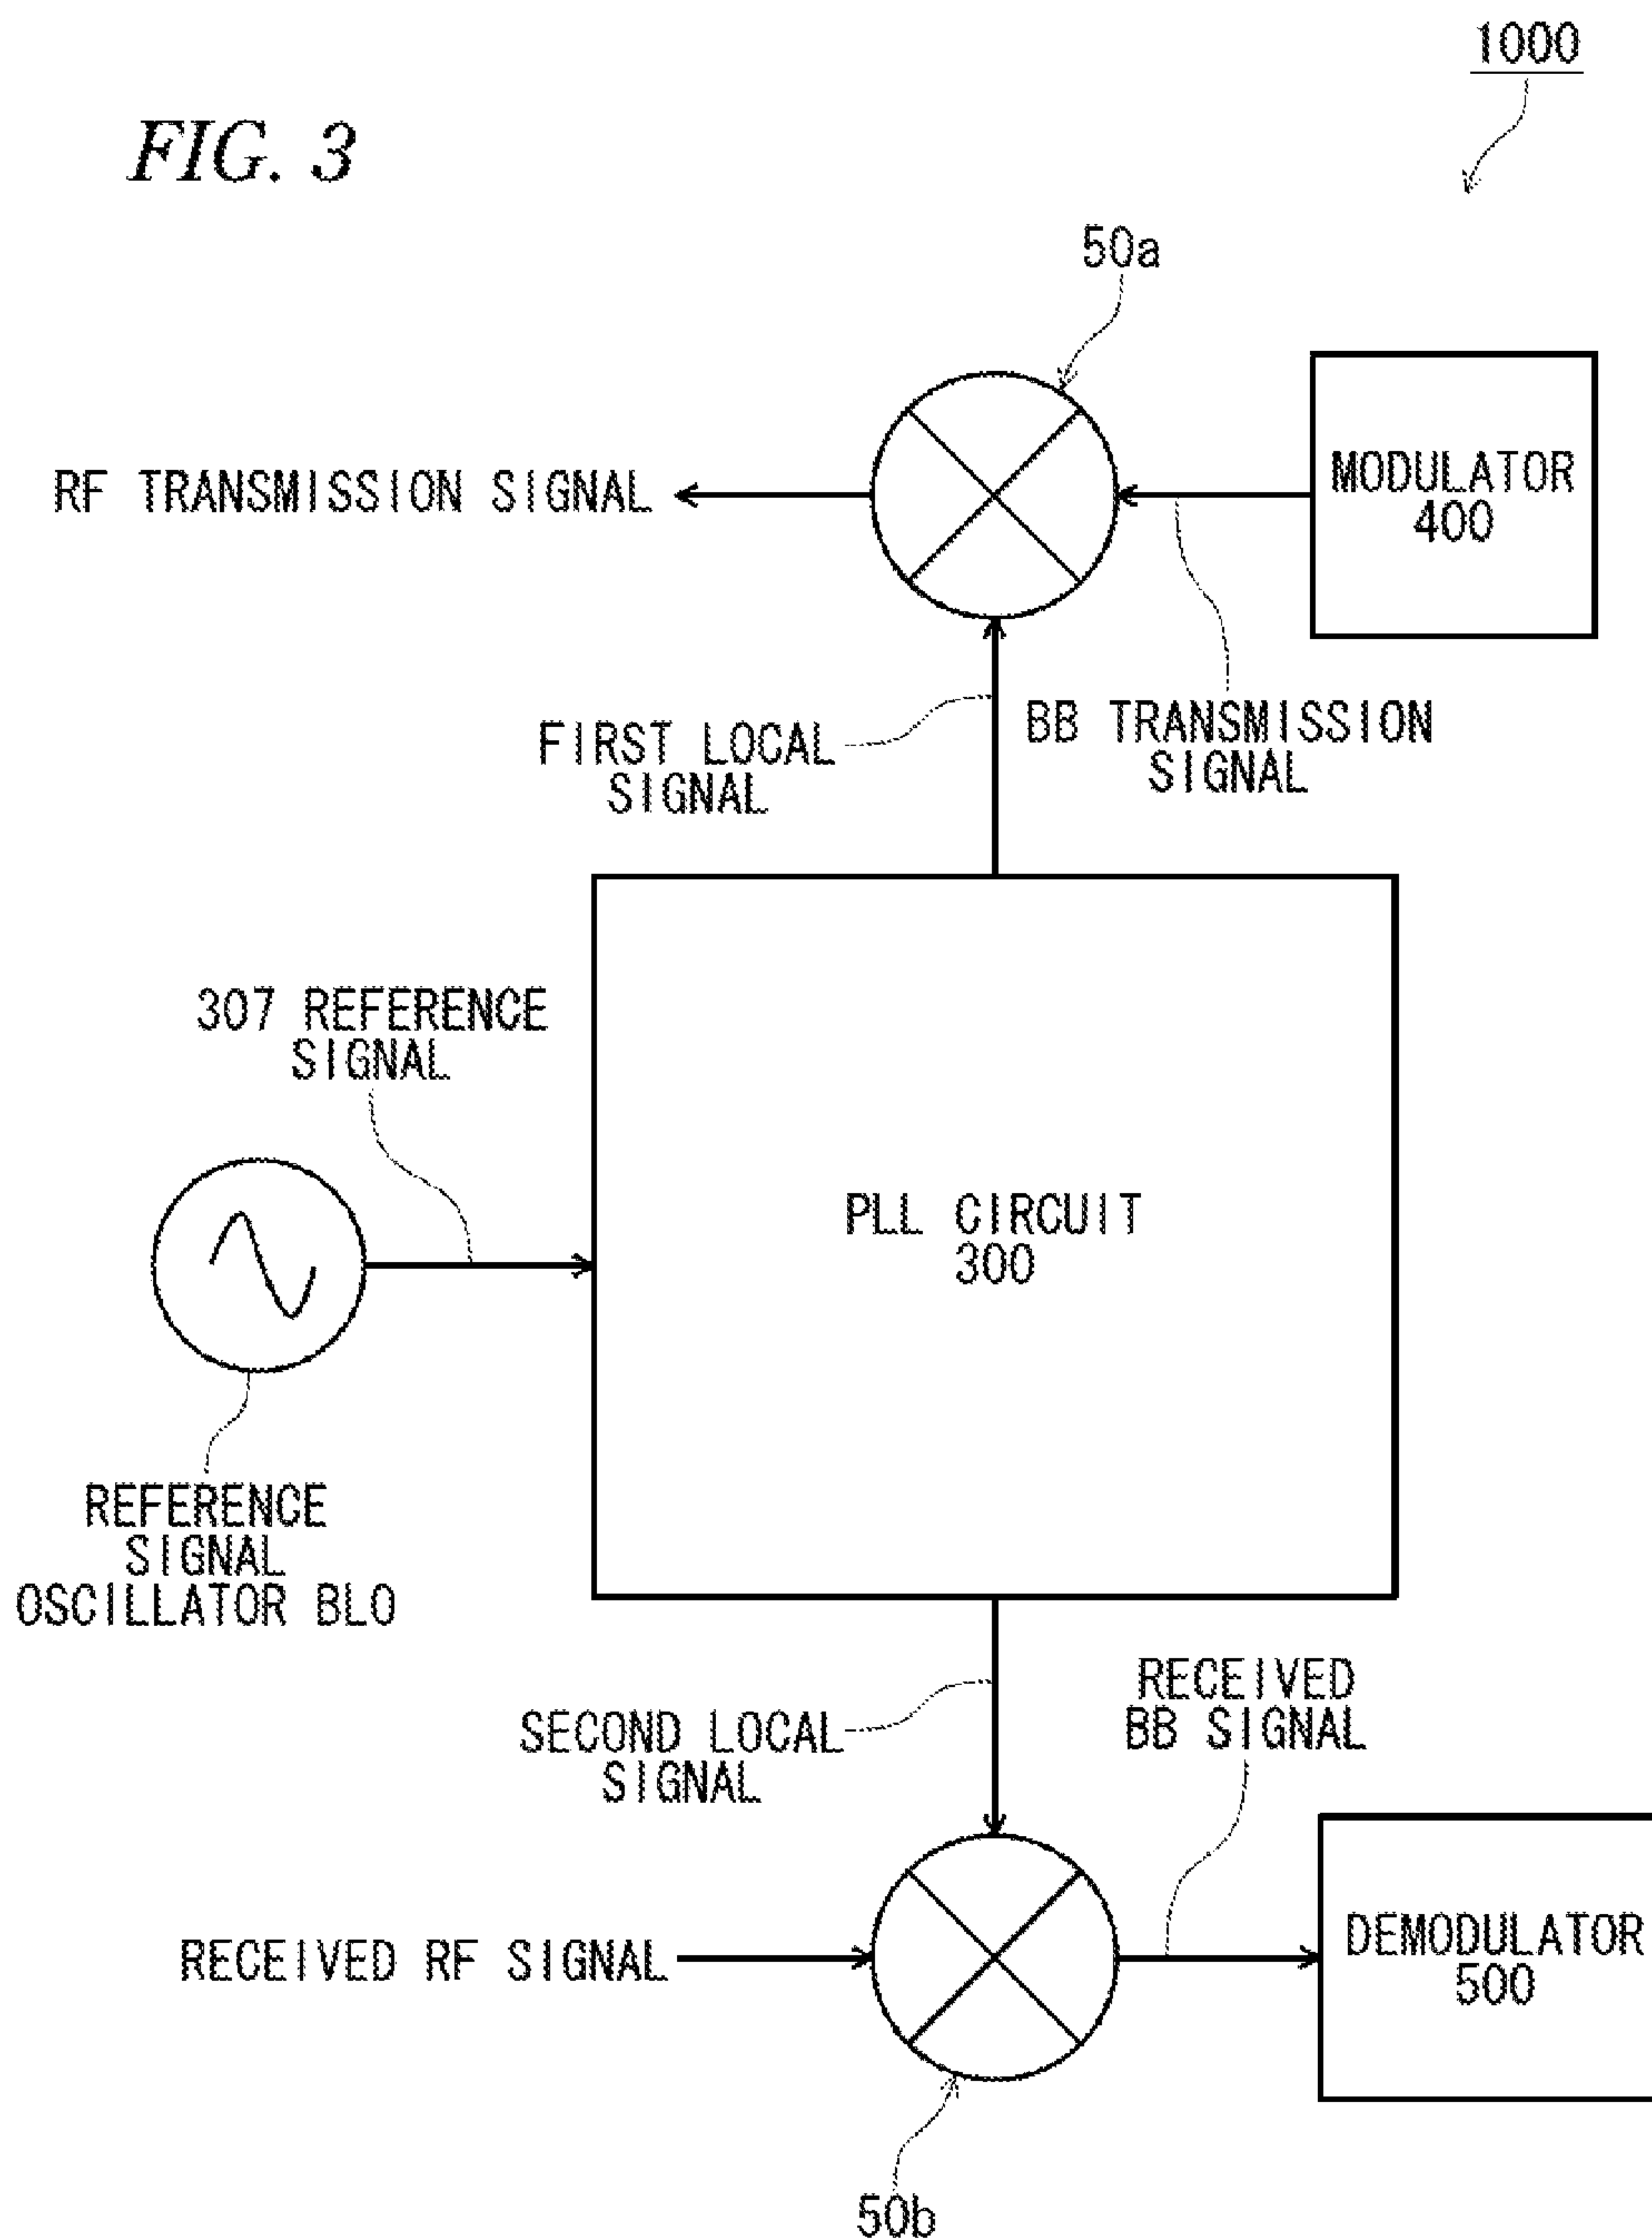 1000
FIG. 3
50a
MODULATOR
400
RF TRANSMISSION SIGNAL
FIRST LOCAL
SIGNAL
BB TRANSMISSION
SIGNAL
307 REFERENCE
SIGNAL
PLL CIRCUIT
300
REFERENCE
SIGNAL
OSCILLATOR BLO
SECOND LOCAL
SIGNAL
RECEIVED
BB SIGNAL
RECEIVED RF SIGNAL
DEMODULATOR
500
50b